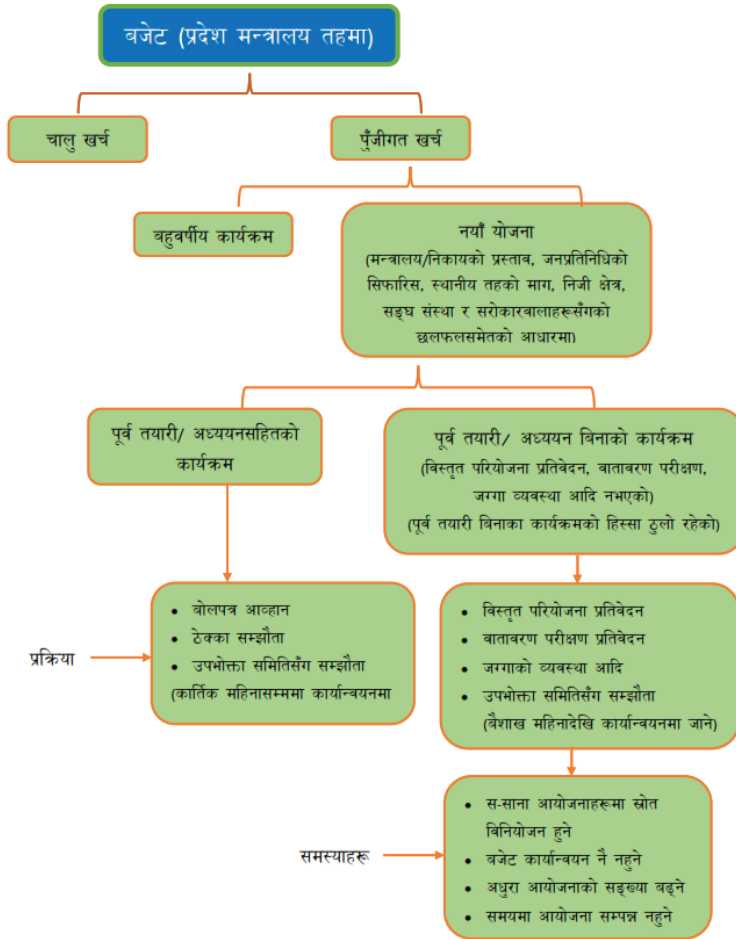 बजेट (प्रदेश मन्त्रालय तहमा)
चालु खर्च
पुँजीगत खर्च
बहुवर्षीय कार्यक्रम
नयाँ योजना
(मन्त्रालय/निकायको प्रस्ताव, जनप्रतिनिधिको
सिफारिस, स्थानीय तहको माग, निजी क्षेत्र,
सङ्घ संस्था र सरोकारवालाहरूसँगको
छलफलसमेतको आधारमा)
पूर्व तयारी/ अध्ययनसहितको
कार्यक्रम
पूर्व तयारी/ अध्ययन बिनाको कार्यक्रम
(विस्तृत परियोजना प्रतिवेदन, वातावरण परीक्षण,
जग्गा व्यवस्था आदि नभएको)
(पूर्व तयारी बिनाका कार्यक्रमको हिस्सा ठुलो रहेको)
प्रक्रिया
• बोलपत्र आव्हान
• ठेक्का सम्झौता
• उपभोक्ता समितिसँग सम्झौता
(कार्तिक महिनासम्ममा कार्यान्वयनमा
• विस्तृत परियोजना प्रतिवेदन
• वातावरण परीक्षण प्रतिवेदन
• जग्गाको व्यवस्था आदि
• उपभोक्ता समितिसँग सम्झौता
(बैशाख महिनादेखि कार्यान्वयनमा जाने)
समस्याहरू
• स-साना आयोजनाहरूमा स्रोत
विनियोजन हुने
• बजेट कार्यान्वयन नै नहुने
• अधुरा आयोजनाको सङ्ख्या बढ्ने
• समयमा आयोजना सम्पन्न नहुने